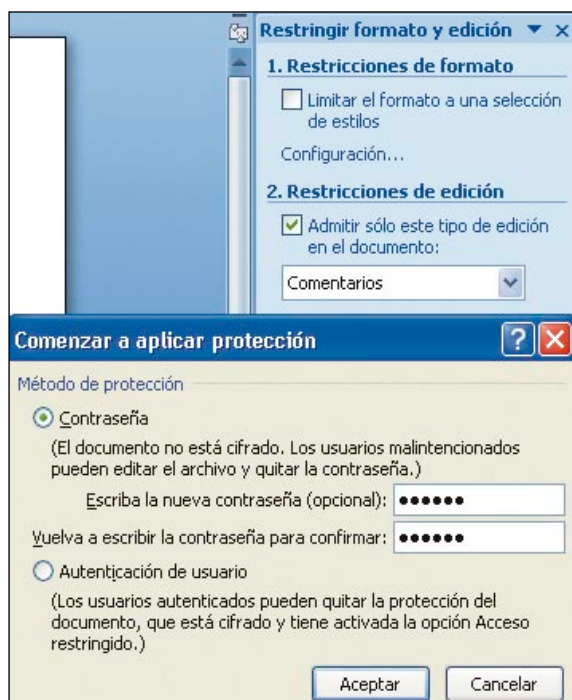 Restringir formato y edición
1. Restricciones de formato
Limitar el formato a una selección
de estilos
Configuración...
2. Restricciones de edición
Admitir sólo este tipo de edición
en el documento:
Comentarios
Comenzar a aplicar protección
Método de protección
Contraseña
(El documento no está cifrado. Los usuarios malintencionados
pueden editar el archivo y quitar la contraseña.)
Escriba la nueva contraseña (opcional): ●●●●●●
Vuelva a escribir la contraseña para confirmar: ●●●●●●
Autenticación de usuario
(Los usuarios autenticados pueden quitar la protección del
documento, que está cifrado y tiene activada la opción Acceso
restringido.)
Aceptar Cancelar